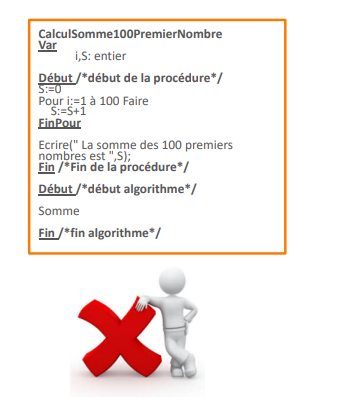 CalculSomme100PremierNombre
Var
i,S: entier
Début /*début de la procédure*/
S:=0
Pour i:=1 à 100 Faire
S:=S+1
FinPour
Ecrire(" La somme des 100 premiers
nombres est ",S);
Fin /*Fin de la procédure*/
Début /*début algorithme*/
Somme
Fin /*fin algorithme*/